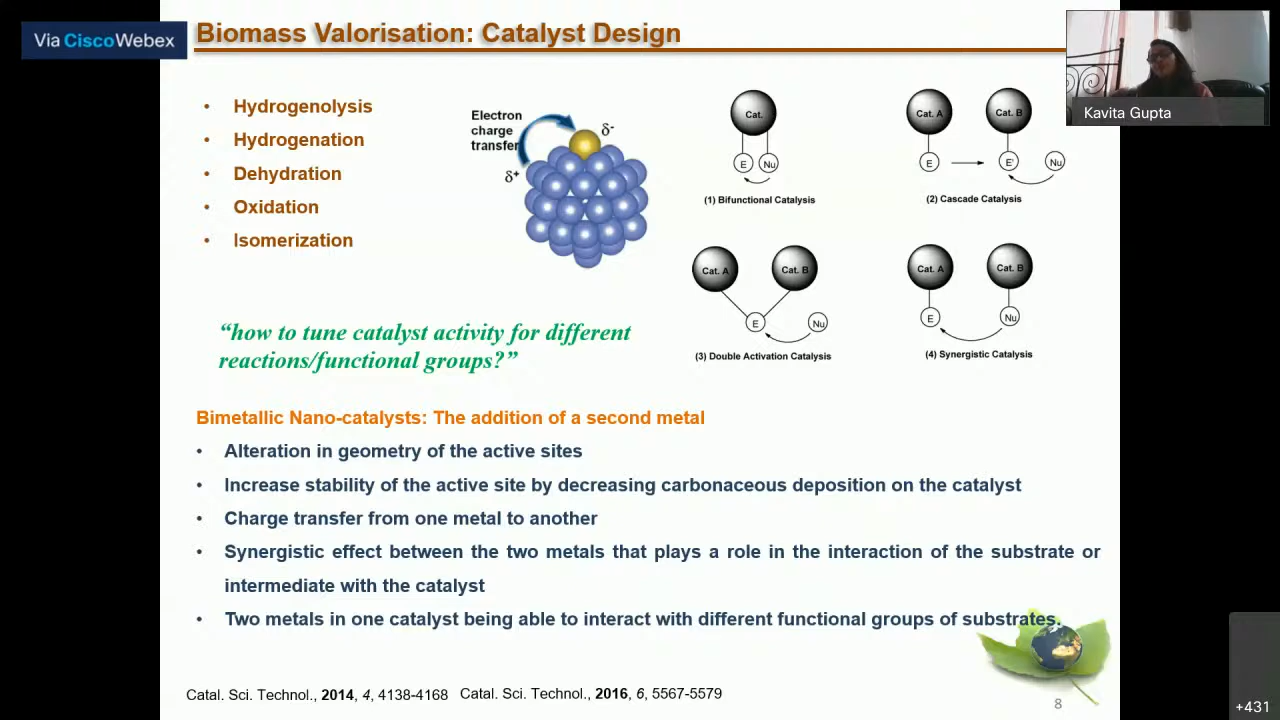 Via Cisco Webex
Biomass Valorisation: Catalyst Design
Kavita Gupta
• Hydrogenolysis
• Hydrogenation
• Dehydration
• Oxidation
• Isomerization
Electron
charge
transfer
δ-
δ+
Cat.
E
Nu
(1) Bifunctional Catalysis
Cat. A
Cat. B
E
E'
Nu
(2) Cascade Catalysis
Cat. A
Cat. B
E
Nu
(3) Double Activation Catalysis
Cat. A
Cat. B
E
Nu
(4) Synergistic Catalysis
“how to tune catalyst activity for different
reactions/functional groups?”
Bimetallic Nano-catalysts: The addition of a second metal
• Alteration in geometry of the active sites
• Increase stability of the active site by decreasing carbonaceous deposition on the catalyst
• Charge transfer from one metal to another
• Synergistic effect between the two metals that plays a role in the interaction of the substrate or
intermediate with the catalyst
• Two metals in one catalyst being able to interact with different functional groups of substrates.
Catal. Sci. Technol., 2014, 4, 4138-4168 Catal. Sci. Technol., 2016, 6, 5567-5579
8
+431